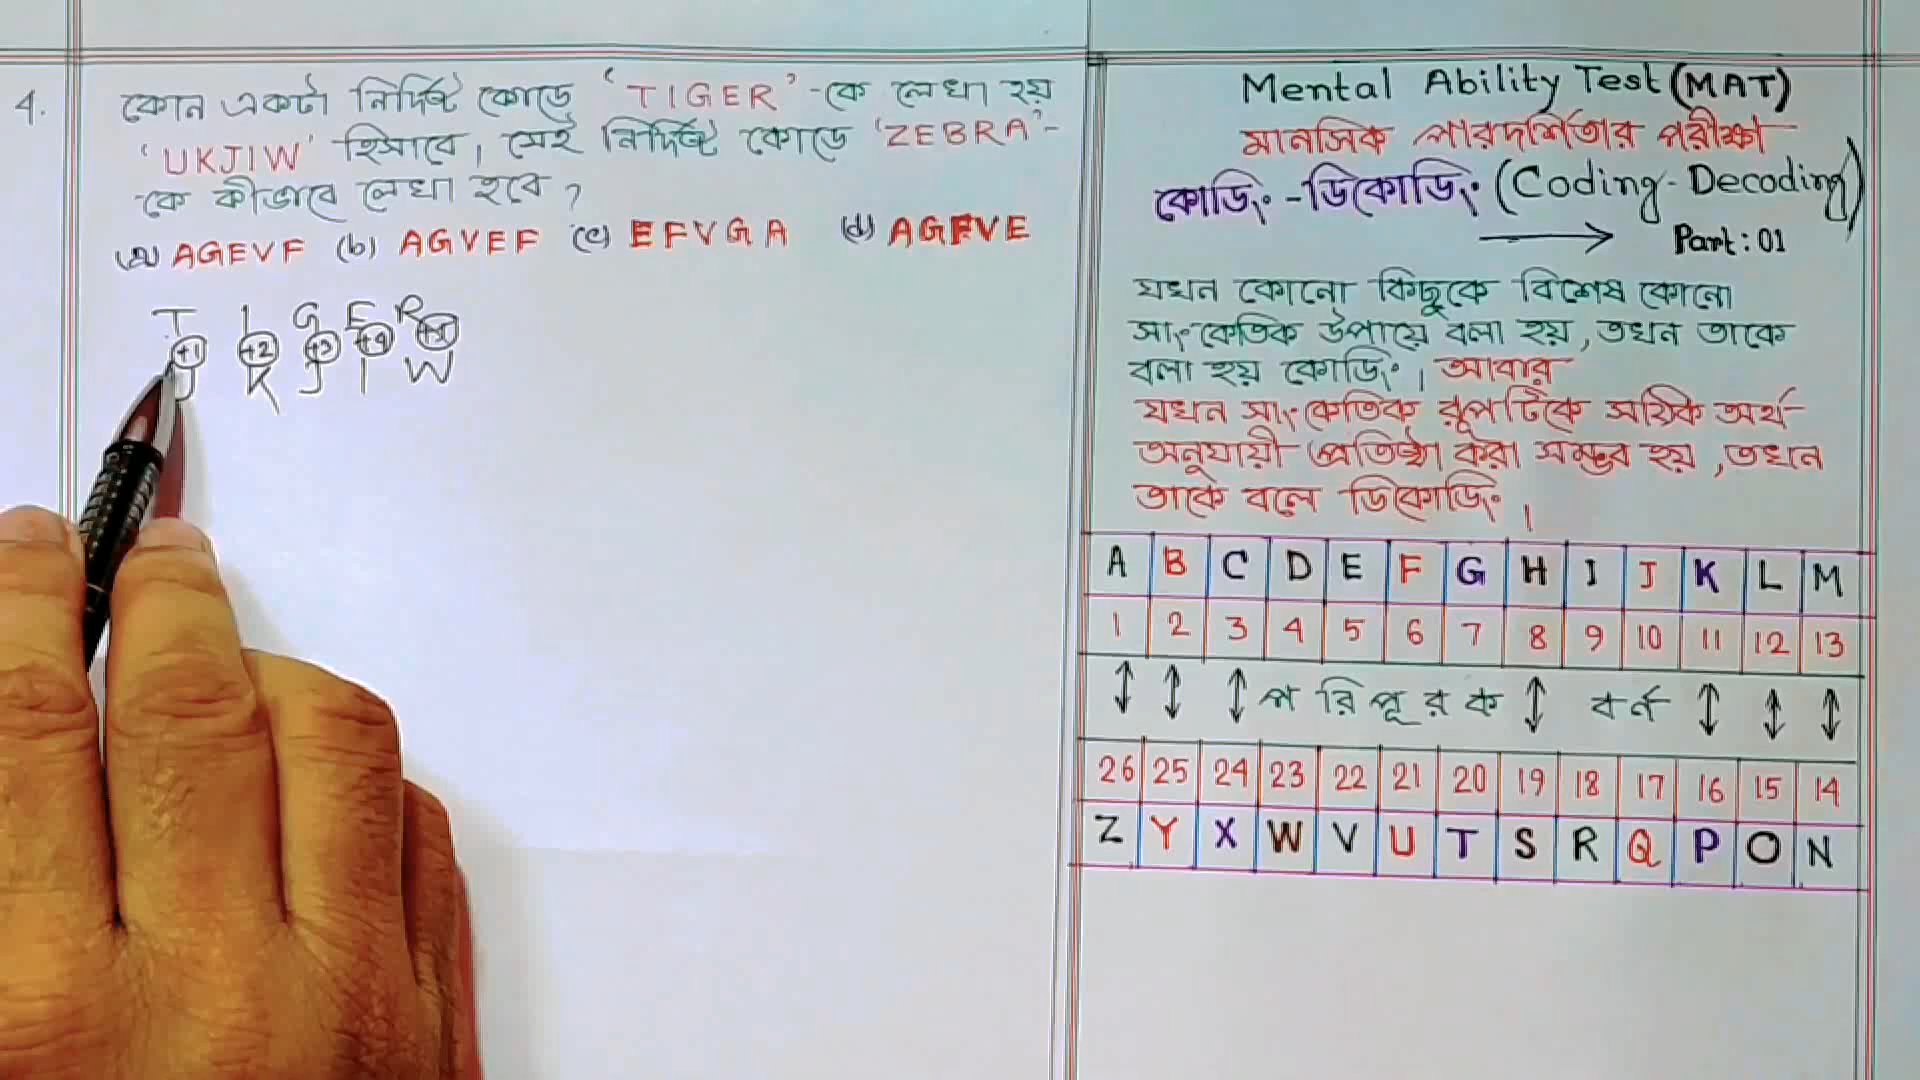 4. কোন একটা নির্দিষ্ট কোডে 'TIGER'-কে লেখা হয়
'UKJIW' হিসাবে, সেই নির্দিষ্ট কোডে 'ZEBRA'-
-কে কীভাবে লেখা হবে ?
(a) AGEVF (b) AGVEF (c) EFVGA (d) AGFVE
T I G E R
+1 +2 +3 +4 +5
U K J I W
Mental Ability Test (MAT)
মানসিক পারদর্শিতার পরীক্ষা
কোডিং-ডিকোডিং (Coding-Decoding)
→ Part: 01
যখন কোনো কিছুকে বিশেষ কোনো
সাংকেতিক উপায়ে বলা হয়, তখন তাকে
বলা হয় কোডিং। আবার
যখন সাংকেতিক রূপটিকে সঠিক অর্থ
অনুযায়ী প্রতিষ্ঠা করা সম্ভব হয়, তখন
তাকে বলে ডিকোডিং।
A B C D E F G H I J K L M
1 2 3 4 5 6 7 8 9 10 11 12 13
↕ ↕ ↕ পরিপূরক ↕ বর্ন ↕ ↕ ↕
26 25 24 23 22 21 20 19 18 17 16 15 14
Z Y X W V U T S R Q P O N